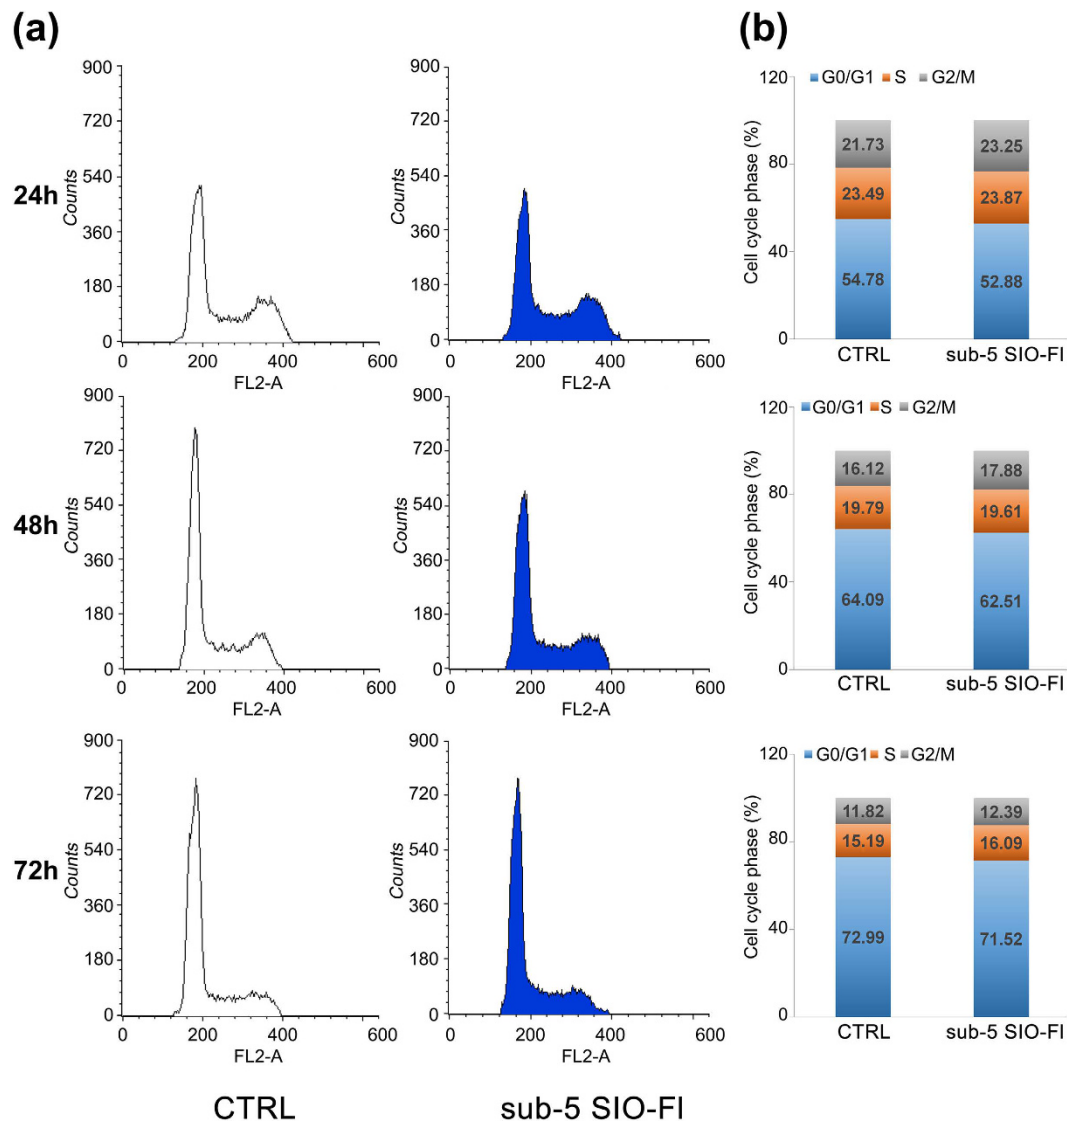 (a)
(b)
24h
900
720
540
360
180
0
Counts
0 200 400 600
FL2-A
900
720
540
360
180
0
Counts
0 200 400 600
FL2-A
G0/G1 S G2/M
120
80
40
0
Cell cycle phase (%)
21.73 23.25
23.49 23.87
54.78 52.88
CTRL sub-5 SIO-Fl
48h
900
720
540
360
180
0
Counts
0 200 400 600
FL2-A
900
720
540
360
180
0
Counts
0 200 400 600
FL2-A
G0/G1 S G2/M
120
80
40
0
Cell cycle phase (%)
16.12 17.88
19.79 19.61
64.09 62.51
CTRL sub-5 SIO-Fl
72h
900
720
540
360
180
0
Counts
0 200 400 600
FL2-A
900
720
540
360
180
0
Counts
0 200 400 600
FL2-A
G0/G1 S G2/M
120
80
40
0
Cell cycle phase (%)
11.82 12.39
15.19 16.09
72.99 71.52
CTRL sub-5 SIO-Fl
CTRL sub-5 SIO-Fl